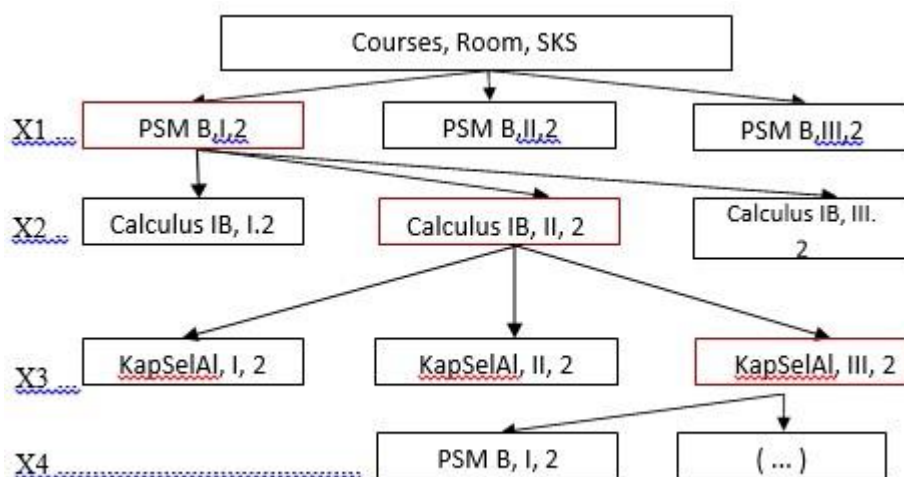 Courses, Room, SKS
X1 ... PSM B,I,2 PSM B,II,2 PSM B,III,2
X2 .. Calculus IB, I.2 Calculus IB, II, 2 Calculus IB, III.
2
X3 ... KapSelAl, I, 2 KapSelAl, II, 2 KapSelAl, III, 2
X4 .......................................... PSM B, I, 2 ( ... )